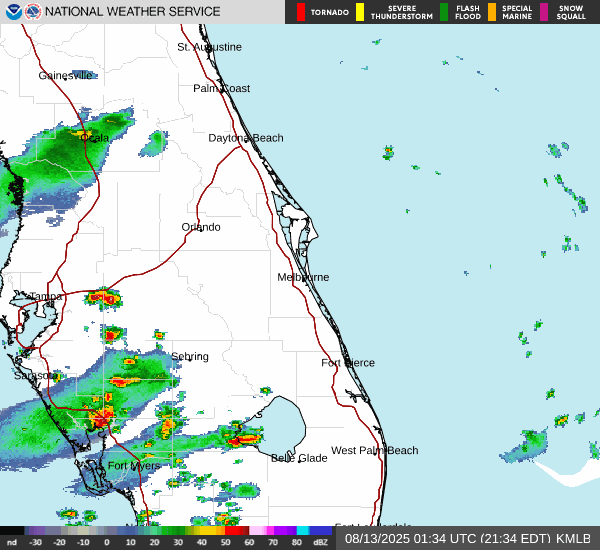 NATIONAL WEATHER SERVICE
TORNADO
SEVERE THUNDERSTORM
FLASH FLOOD
SPECIAL MARINE
SNOW SQUALL
St. Augustine
Gainesville
Palm Coast
Ocala
Daytona Beach
Orlando
Melbourne
Tampa
Sebring
Fort Pierce
Sarasota
West Palm Beach
Belle Glade
Fort Myers
nd -30 -20 -10 0 10 20 30 40 50 60 70 80 dBZ
08/13/2025 01:34 UTC (21:34 EDT) KMLB